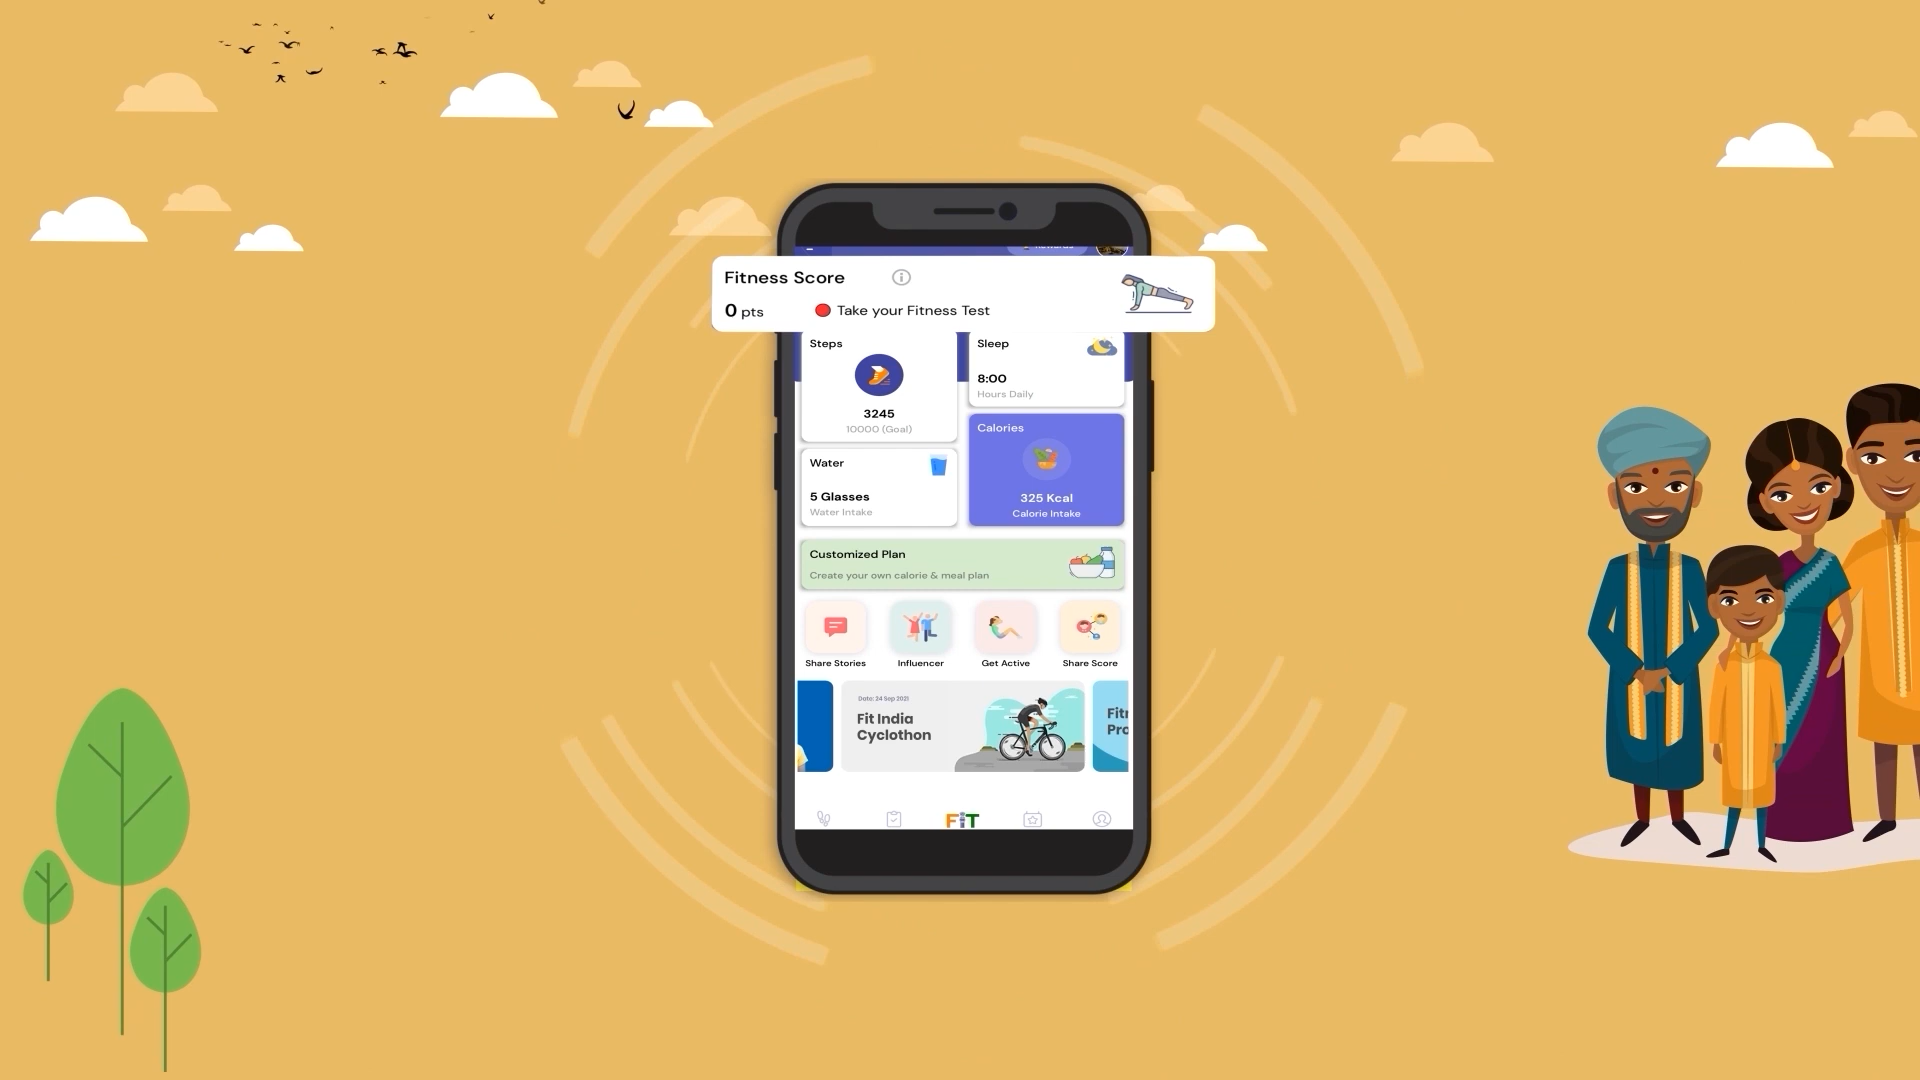 Fitness Score
0 pts
Take your Fitness Test
Steps
3245
10000 (Goal)
Sleep
8:00
Hours Daily
Water
5 Glasses
Water Intake
Calories
325 Kcal
Calorie Intake
Customized Plan
Create your own calorie & meal plan
Share Stories
Influencer
Get Active
Share Score
Date: 24 Sep 2021
Fit India
Cyclothon
FiT